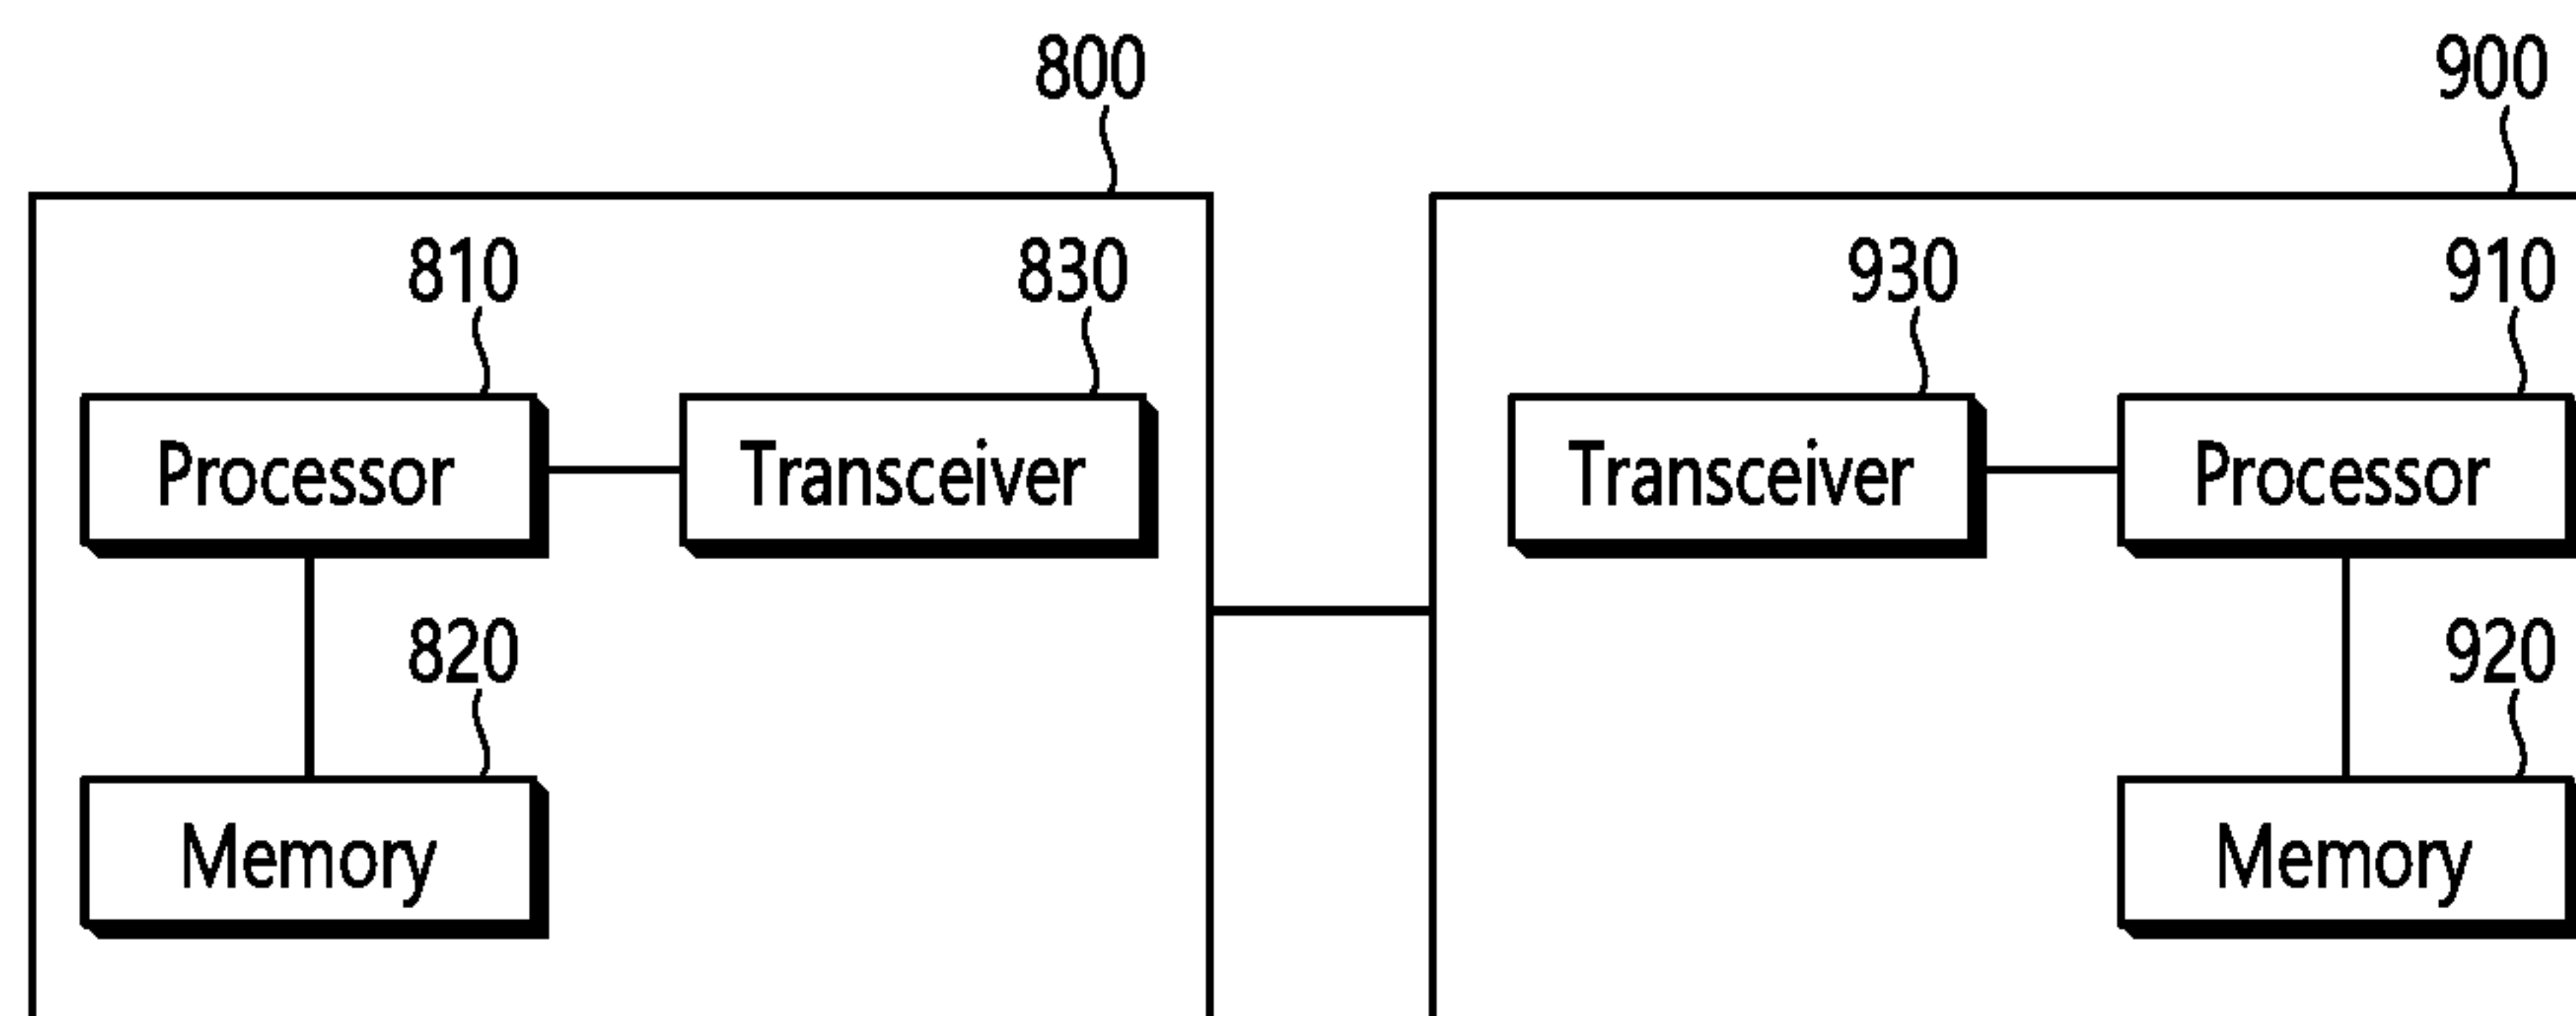 800 900
810 830 930 910
Processor Transceiver Transceiver Processor
820 920
Memory Memory